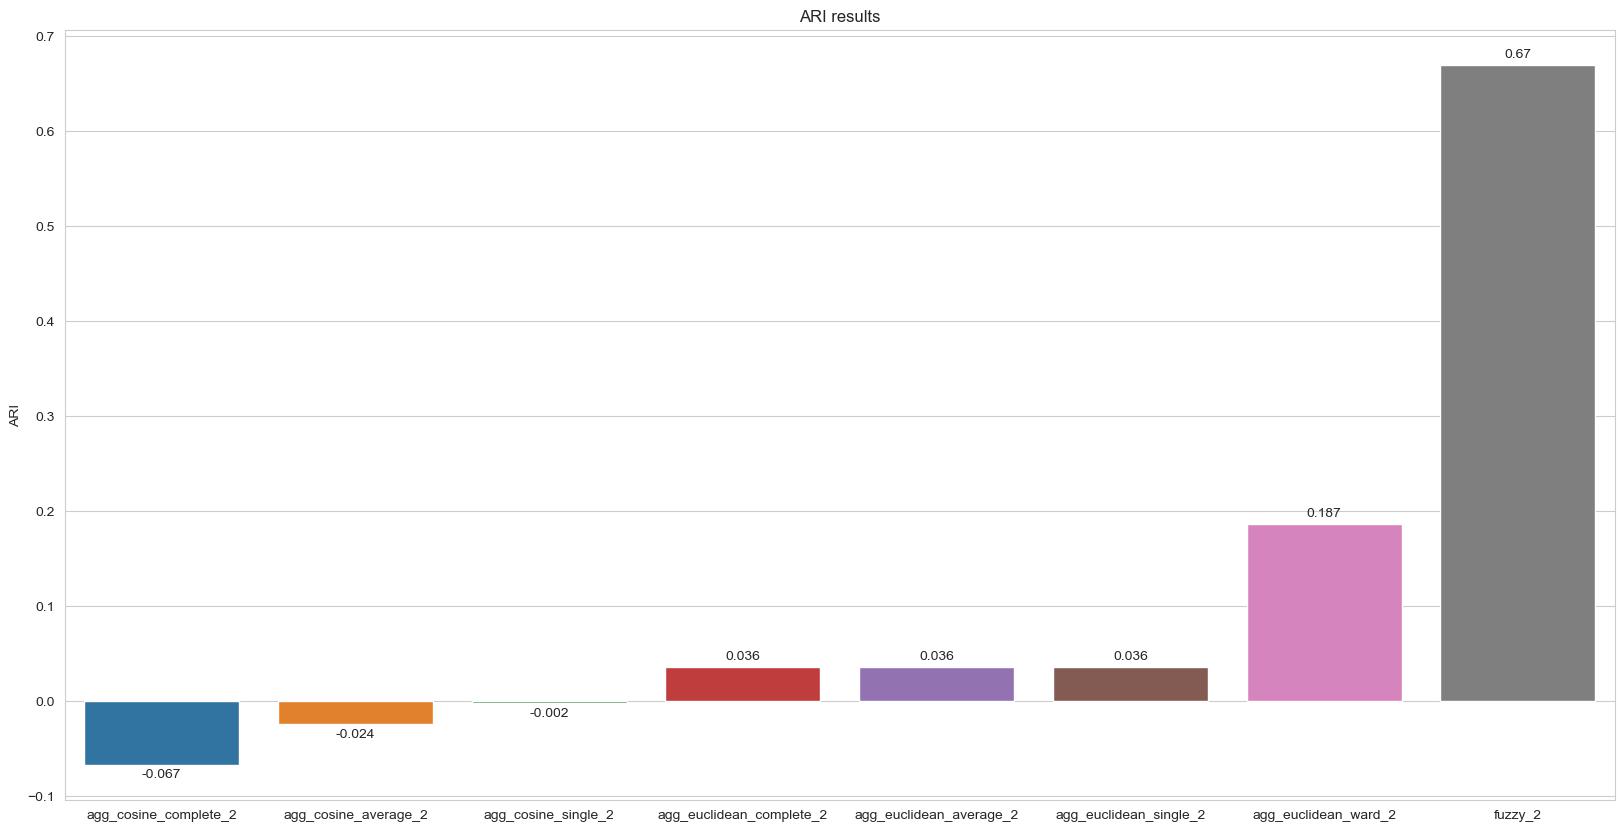 ARI results
0.7
0.6
0.5
0.4
0.3
0.2
0.1
0.0
−0.1
ARI
-0.067
-0.024
-0.002
0.036
0.036
0.036
0.187
0.67
agg_cosine_complete_2
agg_cosine_average_2
agg_cosine_single_2
agg_euclidean_complete_2
agg_euclidean_average_2
agg_euclidean_single_2
agg_euclidean_ward_2
fuzzy_2